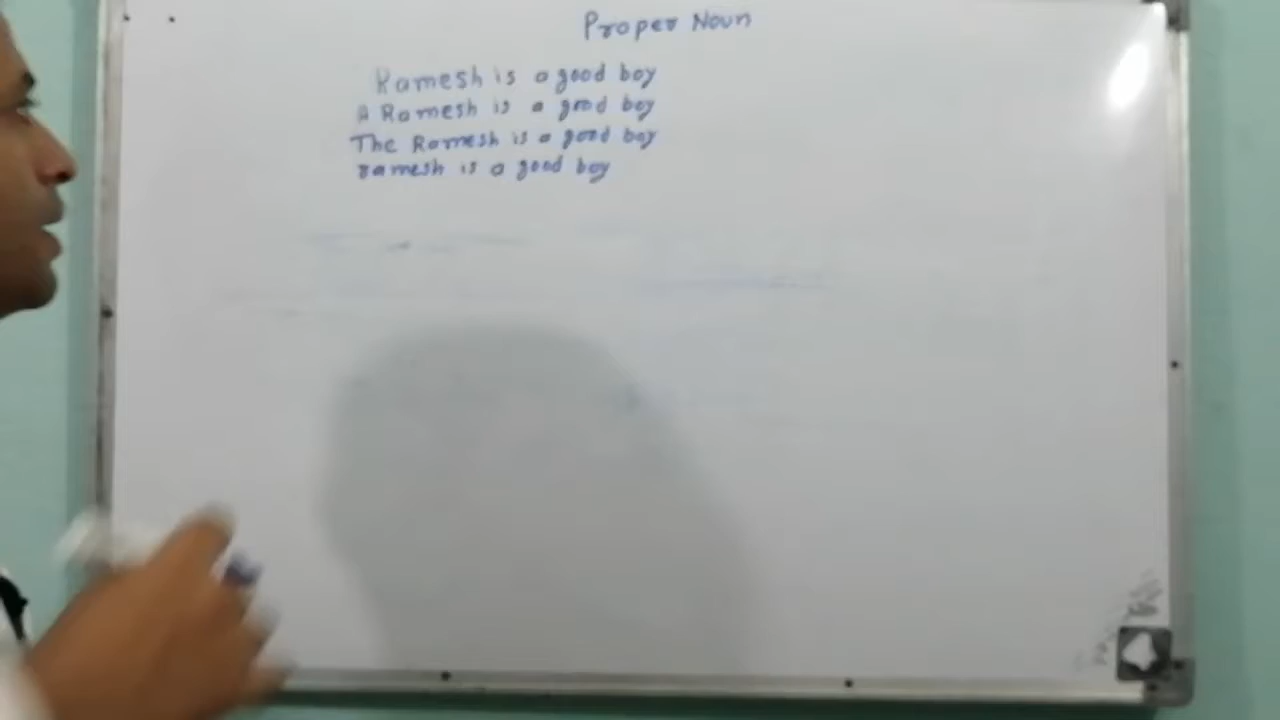 Proper Noun
Ramesh is a good boy
A Ramesh is a good boy
The Ramesh is a good boy
ramesh is a good boy